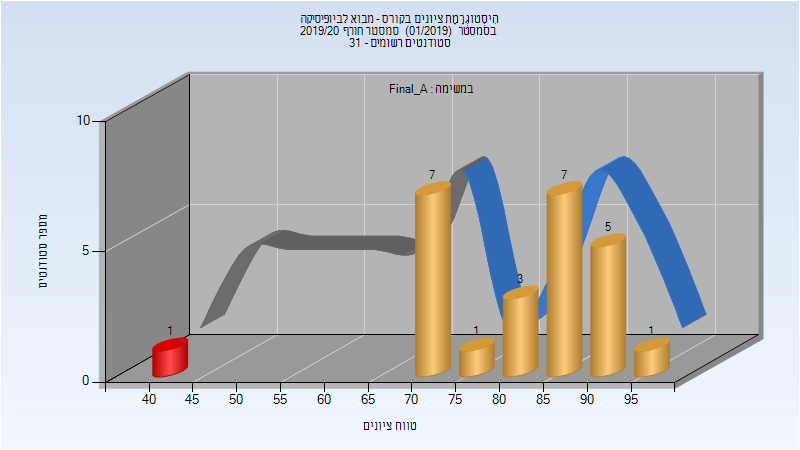 היסטוגרמת ציונים בקורס - מבוא לביופיסיקה
בסמסטר (01/2019) סמסטר חורף 2019/20
סטודנטים רשומים - 31
במשימה : Final_A
מספר סטודנטים
10
5
0
7
7
5
3
1
1
1
40 45 50 55 60 65 70 75 80 85 90 95
טווח ציונים